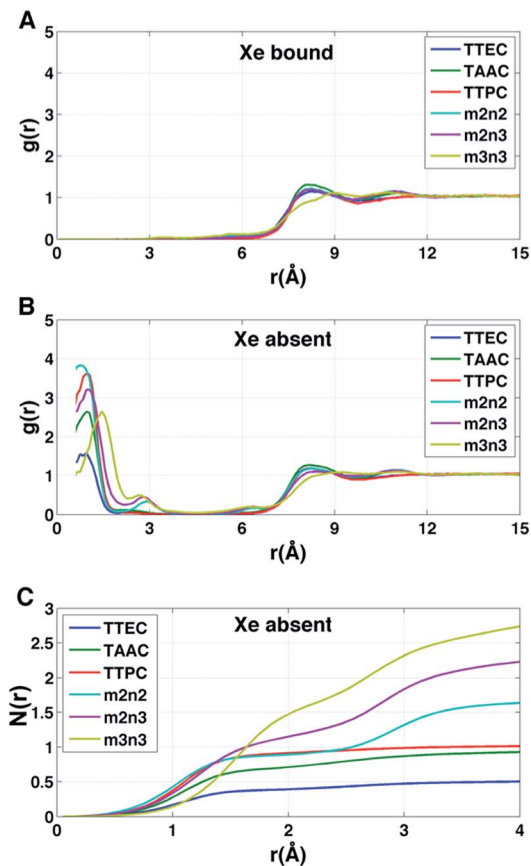 A
Xe bound
5
4
3
2
1
0
g(r)
TTEC
TAAC
TTPC
m2n2
m2n3
m3n3
0 3 6 9 12 15
r(Å)
B
Xe absent
5
4
3
2
1
0
g(r)
TTEC
TAAC
TTPC
m2n2
m2n3
m3n3
0 3 6 9 12 15
r(Å)
C
Xe absent
3
2.5
2
1.5
1
0.5
0
N(r)
TTEC
TAAC
TTPC
m2n2
m2n3
m3n3
0 1 2 3 4
r(Å)